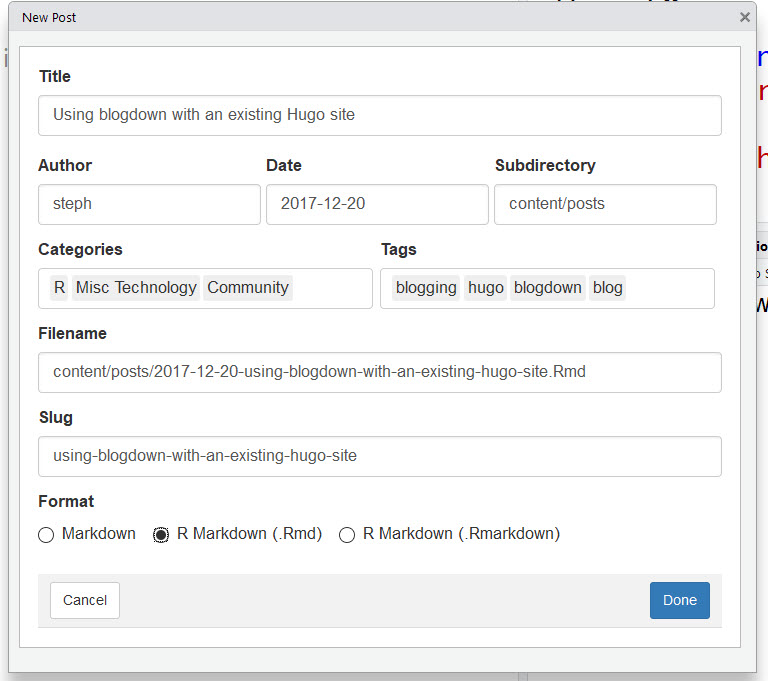 New Post
Title
Using blogdown with an existing Hugo site
Author Date Subdirectory
steph 2017-12-20 content/posts
Categories Tags
R Misc Technology Community blogging hugo blogdown blog
Filename
content/posts/2017-12-20-using-blogdown-with-an-existing-hugo-site.Rmd
Slug
using-blogdown-with-an-existing-hugo-site
Format
Markdown R Markdown (.Rmd) R Markdown (.Rmarkdown)
Cancel Done